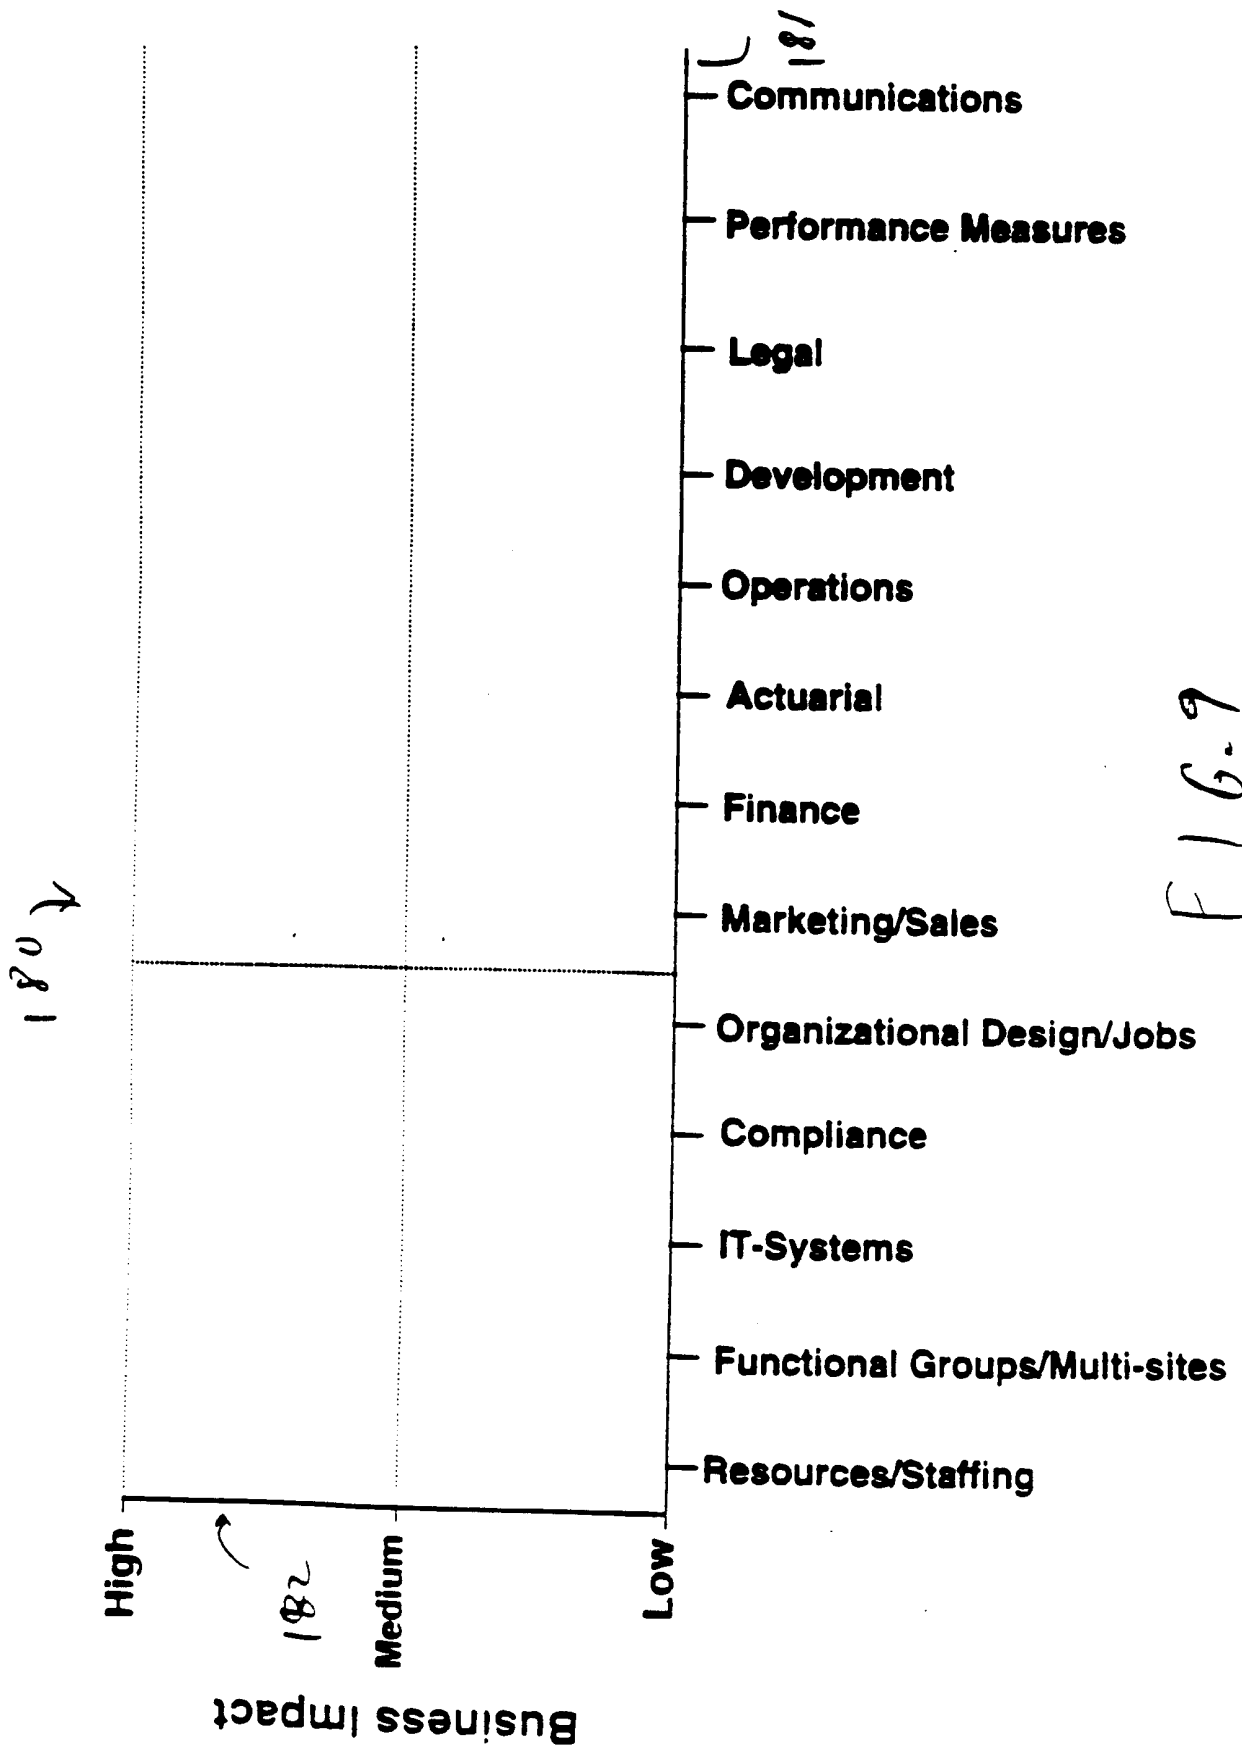 180
181
Communications
Performance Measures
Legal
Development
Operations
Actuarial
Finance
Marketing/Sales
Organizational Design/Jobs
Compliance
IT-Systems
Functional Groups/Multi-sites
Resources/Staffing
High
182
Medium
Low
Business Impact
FIG. 9